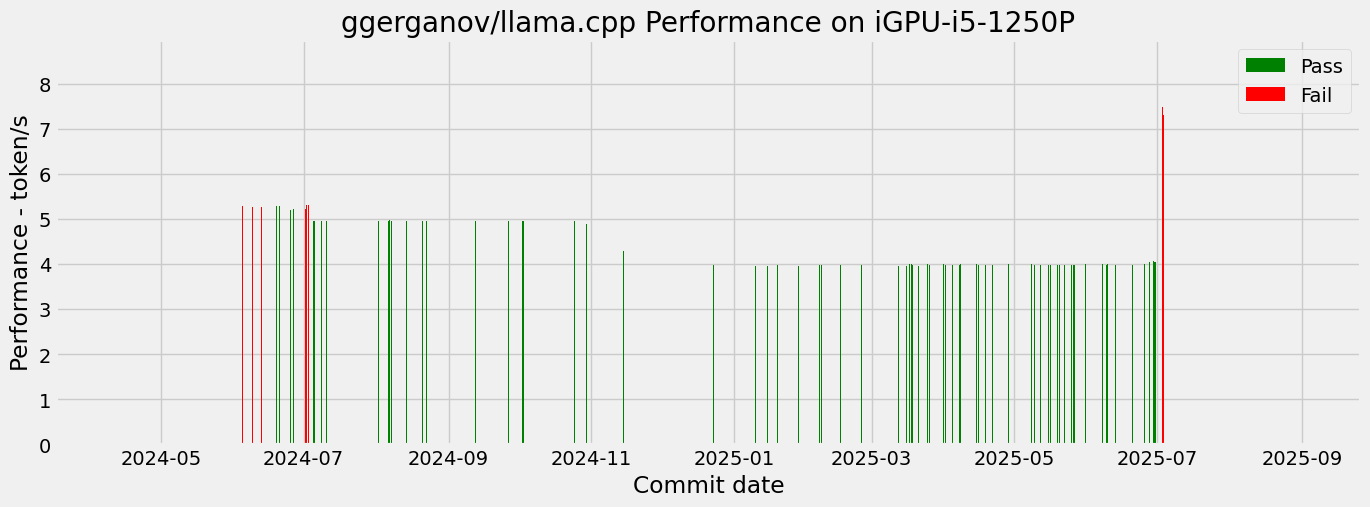 ggerganov/llama.cpp Performance on iGPU-i5-1250P
Pass
Fail
Performance - token/s
8
7
6
5
4
3
2
1
0
2024-05 2024-07 2024-09 2024-11 2025-01 2025-03 2025-05 2025-07 2025-09
Commit date